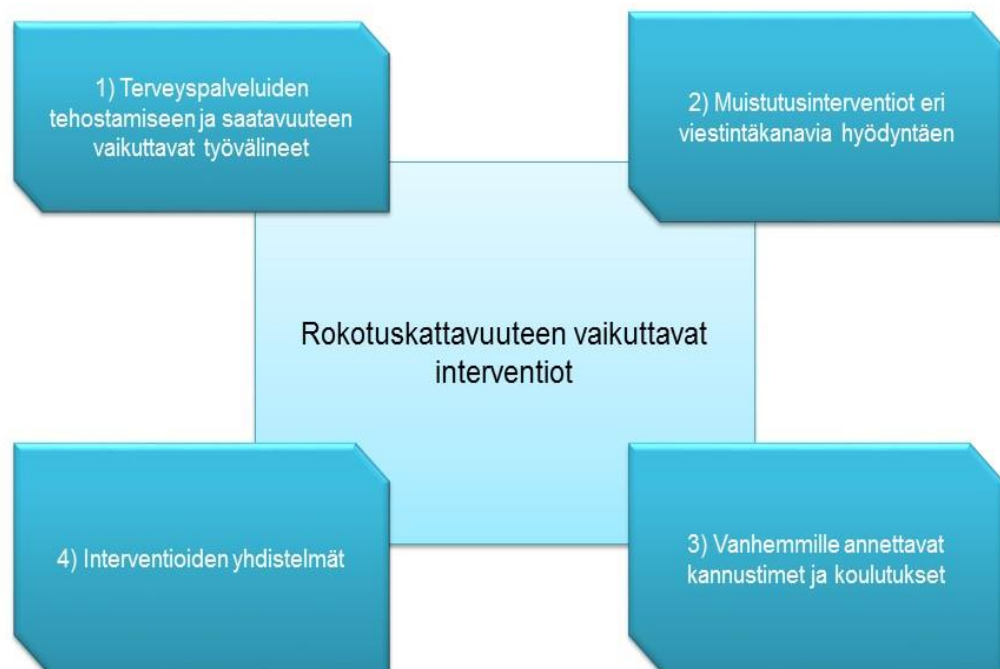 1) Terveyspalveluiden
tehostamiseen ja saatavuuteen
vaikuttavat työvälineet
2) Muistutusinterventiot eri
viestintäkanavia hyödyntäen
Rokotuskattavuuteen vaikuttavat
interventiot
4) Interventioiden yhdistelmät
3) Vanhemmille annettavat
kannustimet ja koulutukset